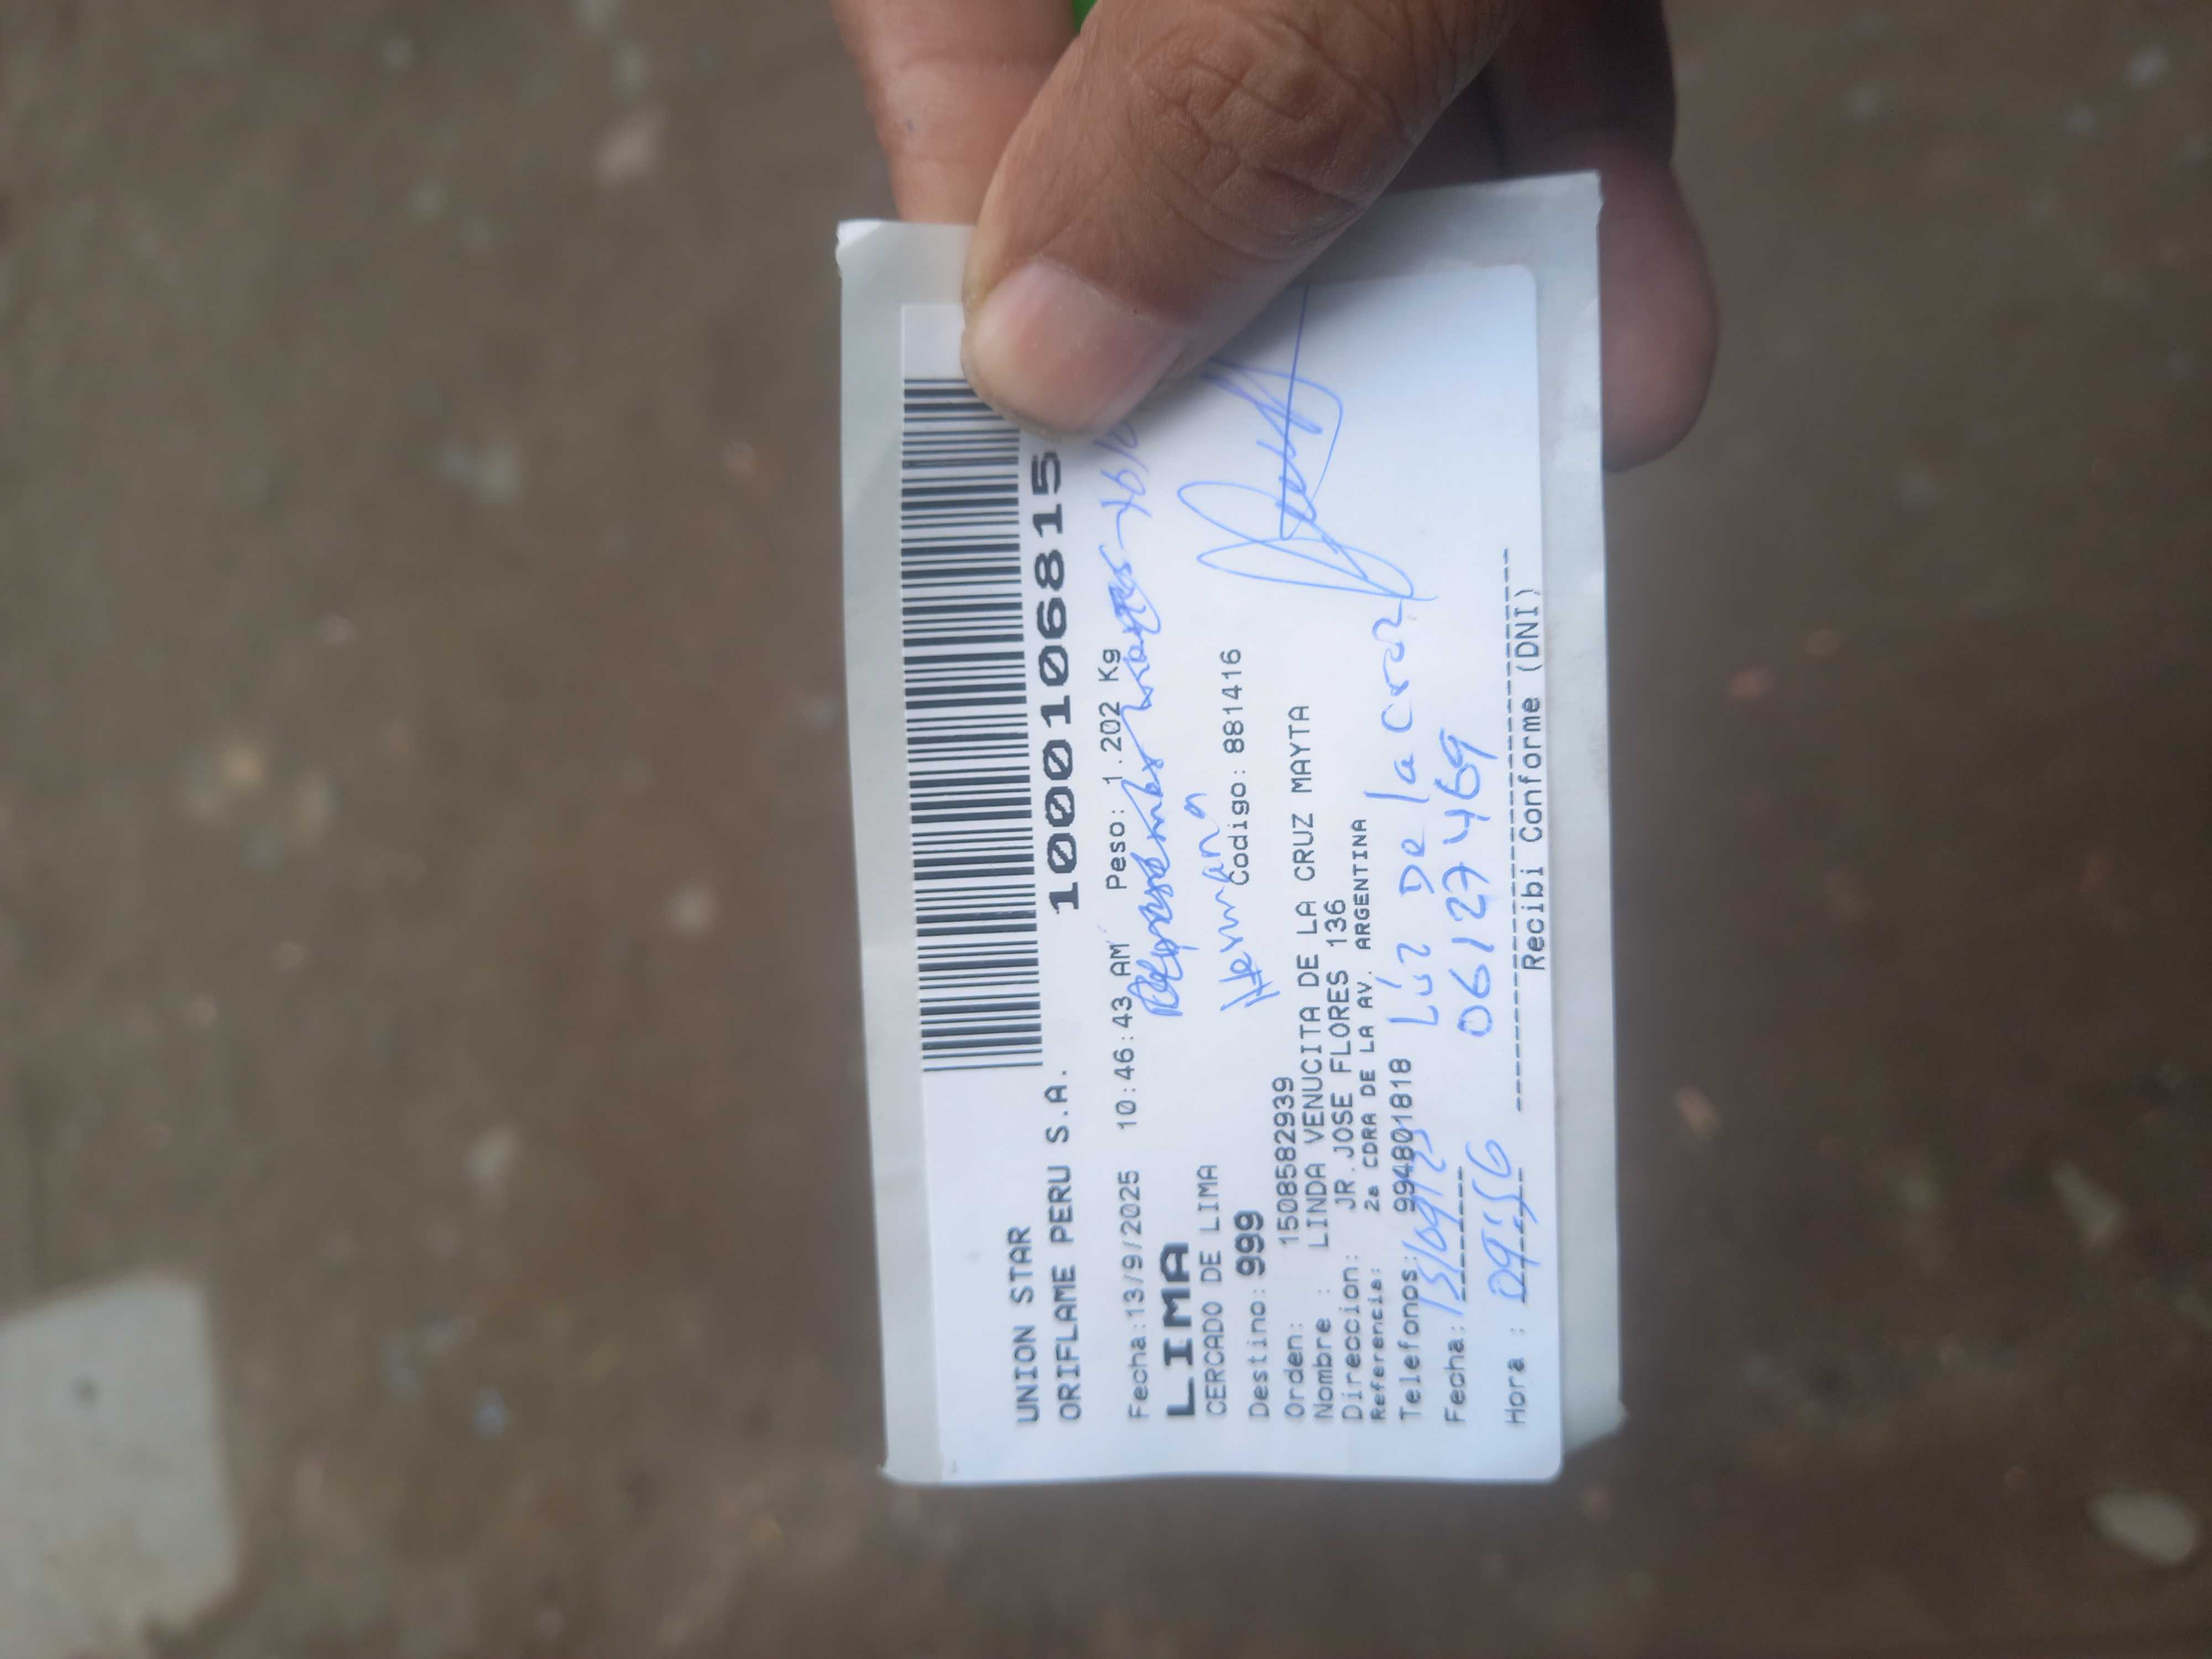 UNION STAR
ORIFLAME PERU S.A.
1000106815
Fecha:13/9/2025 10:46:43 AM Peso: 1.202 Kg
LIMA
CERCADO DE LIMA
Hermana
Destino: 999 Codigo: 881416
Orden: 1508582939
Nombre : LINDA VENUCITA DE LA CRUZ MAYTA
Direccion: JR.JOSE FLORES 136
Referencia: 2a CDRA DE LA AV. ARGENTINA
Telefonos: 994801818 Lúz De la cruz
Fecha: 06127469
Hora : 09:56
Recibi Conforme (DNI)